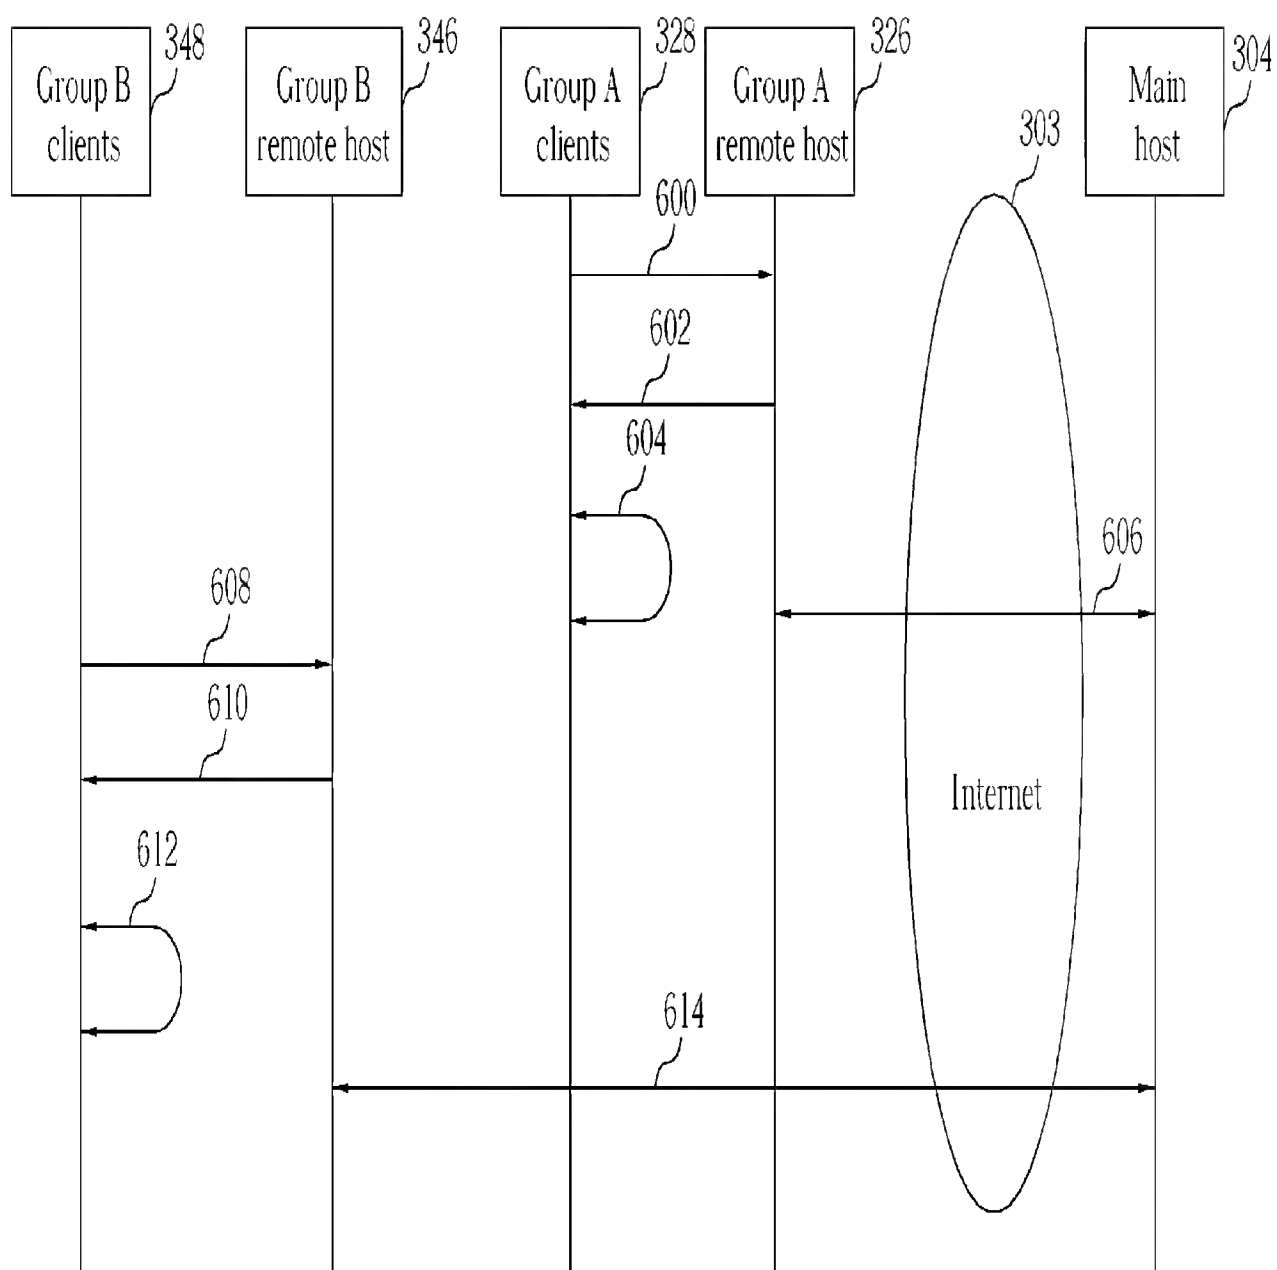 348
346
328
326
304
Group B
clients
Group B
remote host
Group A
clients
Group A
remote host
Main
host
303
600
602
604
606
608
610
Internet
612
614